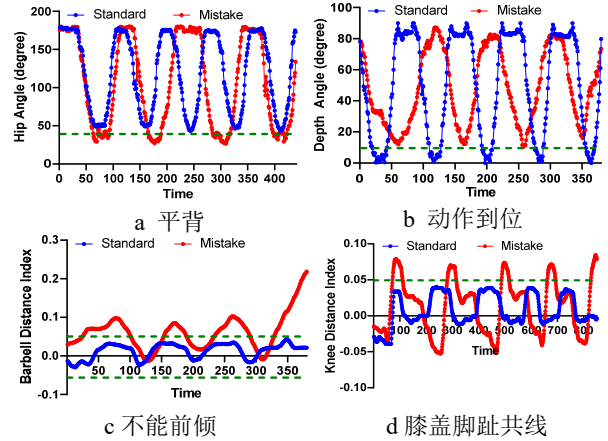 Standard Mistake
Hip Angle (degree)
200
150
100
50
0
0 50 100 150 200 250 300 350 400
Time
a 平背
Standard Mistake
Depth Angle (degree)
100
80
60
40
20
0
0 50 100 150 200 250 300 350
Time
b 动作到位
Standard Mistake
Barbell Distance Index
0.3
0.2
0.1
0.0
-0.1
50 100 150 200 250 300 350
Time
c 不能前倾
Standard Mistake
Knee Distance Index
0.10
0.05
0.00
-0.05
-0.10
100 200 300 400 500 600 700 800
Time
d 膝盖脚趾共线